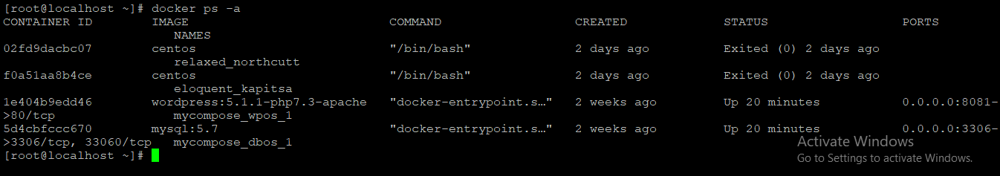 [root@localhost ~]# docker ps -a
CONTAINER ID        IMAGE                           COMMAND                  CREATED             STATUS                  PORTS
                       NAMES
02fd9dacbc07        centos                          "/bin/bash"              2 days ago          Exited (0) 2 days ago
                       relaxed_northcutt
f0a51aa8b4ce        centos                          "/bin/bash"              2 days ago          Exited (0) 2 days ago
                       eloquent_kapitsa
1e404b9edd46        wordpress:5.1.1-php7.3-apache   "docker-entrypoint.s…"   2 weeks ago         Up 20 minutes           0.0.0.0:8081-
>80/tcp                mycompose_wpos_1
5d4cbfccc670        mysql:5.7                       "docker-entrypoint.s…"   2 weeks ago         Up 20 minutes           0.0.0.0:3306-
>3306/tcp, 33060/tcp   mycompose_dbos_1
[root@localhost ~]#
Activate Windows
Go to Settings to activate Windows.